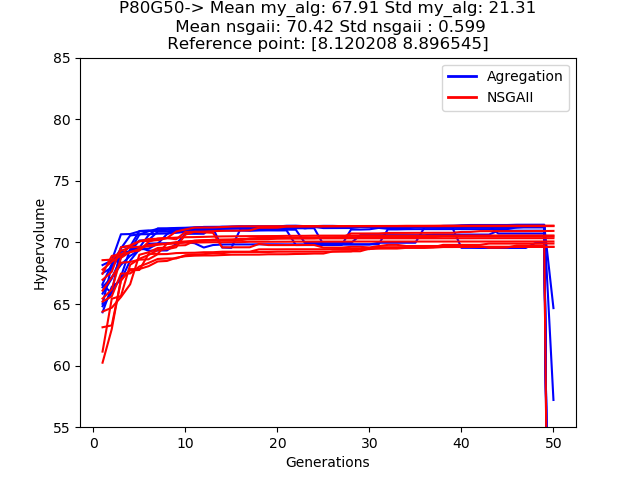 P80G50-> Mean my_alg: 67.91 Std my_alg: 21.31
Mean nsgaii: 70.42 Std nsgaii : 0.599
Reference point: [8.120208 8.896545]
85
80
75
70
65
60
55
Hypervolume
Agregation
NSGAII
0 10 20 30 40 50
Generations